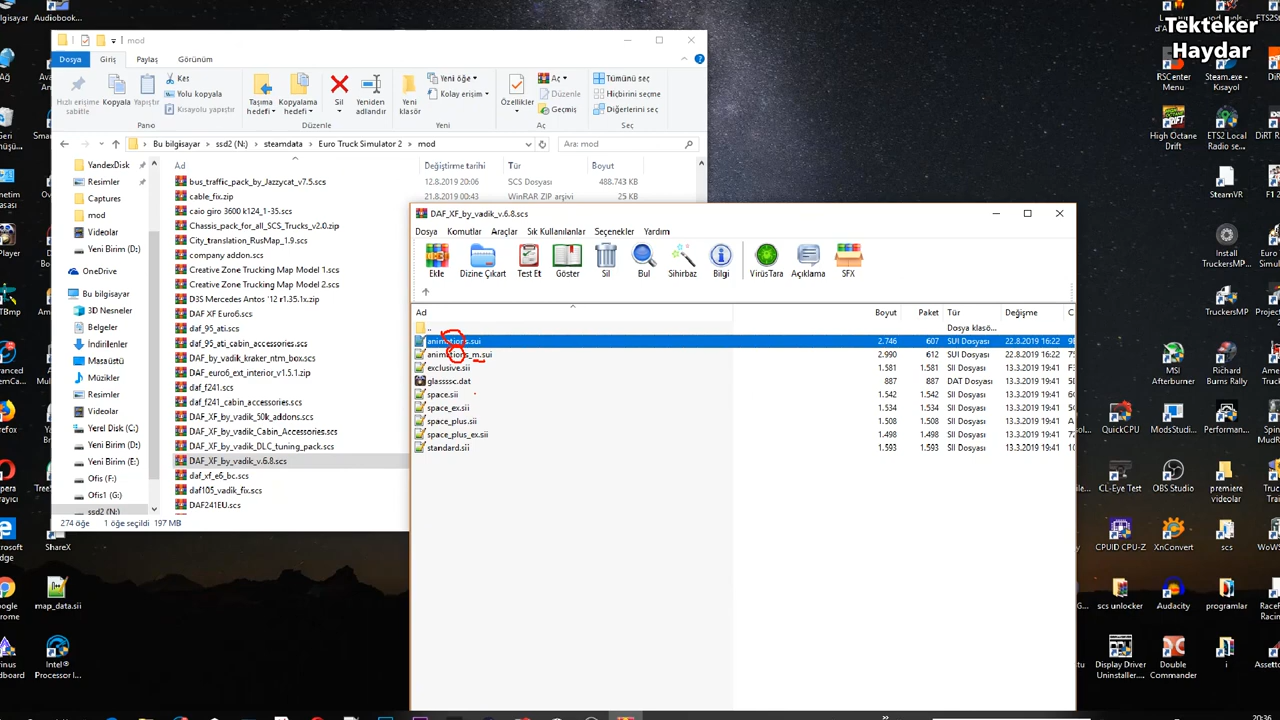 Tekteker
Haydar
mod
Dosya
Giriş
Paylaş
Görünüm
Hızlı erişime
sabitle
Kopyala
Yapıştır
Kes
Yolu kopyala
Kısayolu yapıştır
Taşıma
hedefi
Kopyalama
hedefi
Sil
Yeniden
adlandır
Yeni
klasör
Yeni öğe
Kolay erişim
Özellikler
Aç
Düzenle
Geçmiş
Tümünü seç
Hiçbirini seçme
Diğerlerini seç
Pano
Düzenle
Yeni
Aç
Seç
Bu bilgisayar > ssd2 (N:) > steamdata > Euro Truck Simulator 2 > mod
Ara: mod
Ad
Değiştirme tarihi
Tür
Boyut
YandexDisk
Resimler
Captures
mod
Videolar
Yeni Birim (D:)
OneDrive
Bu bilgisayar
3D Nesneler
Belgeler
İndirilenler
Masaüstü
Müzikler
Resimler
Videolar
Yerel Disk (C:)
Yeni Birim (D:)
Yeni Birim (E:)
Ofis (F:)
Ofis1 (G:)
ssd2 (N:)
bus_traffic_pack_by_Jazzycat_v7.5.scs 12.8.2019 20:06 SCS Dosyası 488.743 KB
cable_fix.zip 21.8.2019 00:43 WinRAR ZIP arşivi 25 KB
caio giro 3600 k124_1-35.scs
Chassis_pack_for_all_SCS_Trucks_v2.0.zip
City_translation_RusMap_1.9.scs
company addon.scs
Creative Zone Trucking Map Model 1.scs
Creative Zone Trucking Map Model 2.scs
D3S Mercedes Antos '12 r1.35.1x.zip
DAF XF Euro6.scs
daf_95_ati.scs
daf_95_ati_cabin_accessories.scs
DAF_by_vadik_kraker_ntm_box.scs
DAF_euro6_ext_interior_v1.5.1.zip
daf_f241.scs
daf_f241_cabin_accessories.scs
DAF_XF_by_vadik_50k_addons.scs
DAF_XF_by_vadik_Cabin_Accessories.scs
DAF_XF_by_vadik_DLC_tuning_pack.scs
DAF_XF_by_vadik_v.6.8.scs
daf_xf_e6_bc.scs
daf105_vadik_fix.scs
DAF241EU.scs
274 öğe
1 öğe seçildi
197 MB
DAF_XF_by_vadik_v.6.8.scs
Dosya
Komutlar
Araçlar
Sık Kullanılanlar
Seçenekler
Yardım
Ekle
Dizine Çıkart
Test Et
Göster
Sil
Bul
Sihirbaz
Bilgi
VirüsTara
Açıklama
SFX
Ad
Boyut
Paket
Tür
Değişme
C
..
Dosya klasö...
animations.sui 2.746 607 SUI Dosyası 22.8.2019 16:22
animations_m.sui 2.990 612 SUI Dosyası 22.8.2019 16:22
exclusive.sii 1.581 1.581 SII Dosyası 13.3.2019 19:41
glassssc.dat 887 887 DAT Dosyası 13.3.2019 19:41
space.sii 1.542 1.542 SII Dosyası 13.3.2019 19:41
space_ex.sii 1.534 1.534 SII Dosyası 13.3.2019 19:41
space_plus.sii 1.508 1.508 SII Dosyası 13.3.2019 19:41
space_plus_ex.sii 1.498 1.498 SII Dosyası 13.3.2019 19:41
standard.sii 1.593 1.593 SII Dosyası 13.3.2019 19:41
RSCenter
Menu
Steam.exe -
Kısayol
High Octane
Drift
ETS2 Local
Radio se...
SteamVR
Install
TruckersMP...
TruckersMP
MSI
Afterburner
Richard
Burns Rally
QuickCPU
Performan...
CL-Eye Test
OBS Studio
premiere
videolar
CPUID CPU-Z
XnConvert
scs
scs unlocker
Audacity
programlar
Display Driver
Uninstaller...
Double
Commander
i
ShareX
map_data.sii
Intel®
Processor I...
20:36